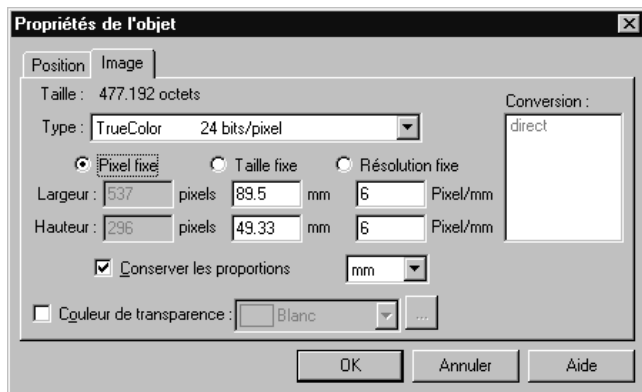 Propriétés de l'objet
Position Image
Taille : 477.192 octets
Conversion :
Type : TrueColor 24 bits/pixel
direct
Pixel fixe Taille fixe Résolution fixe
Largeur : 537 pixels 89.5 mm 6 Pixel/mm
Hauteur : 296 pixels 49.33 mm 6 Pixel/mm
Conserver les proportions mm
Couleur de transparence : Blanc ...
OK Annuler Aide